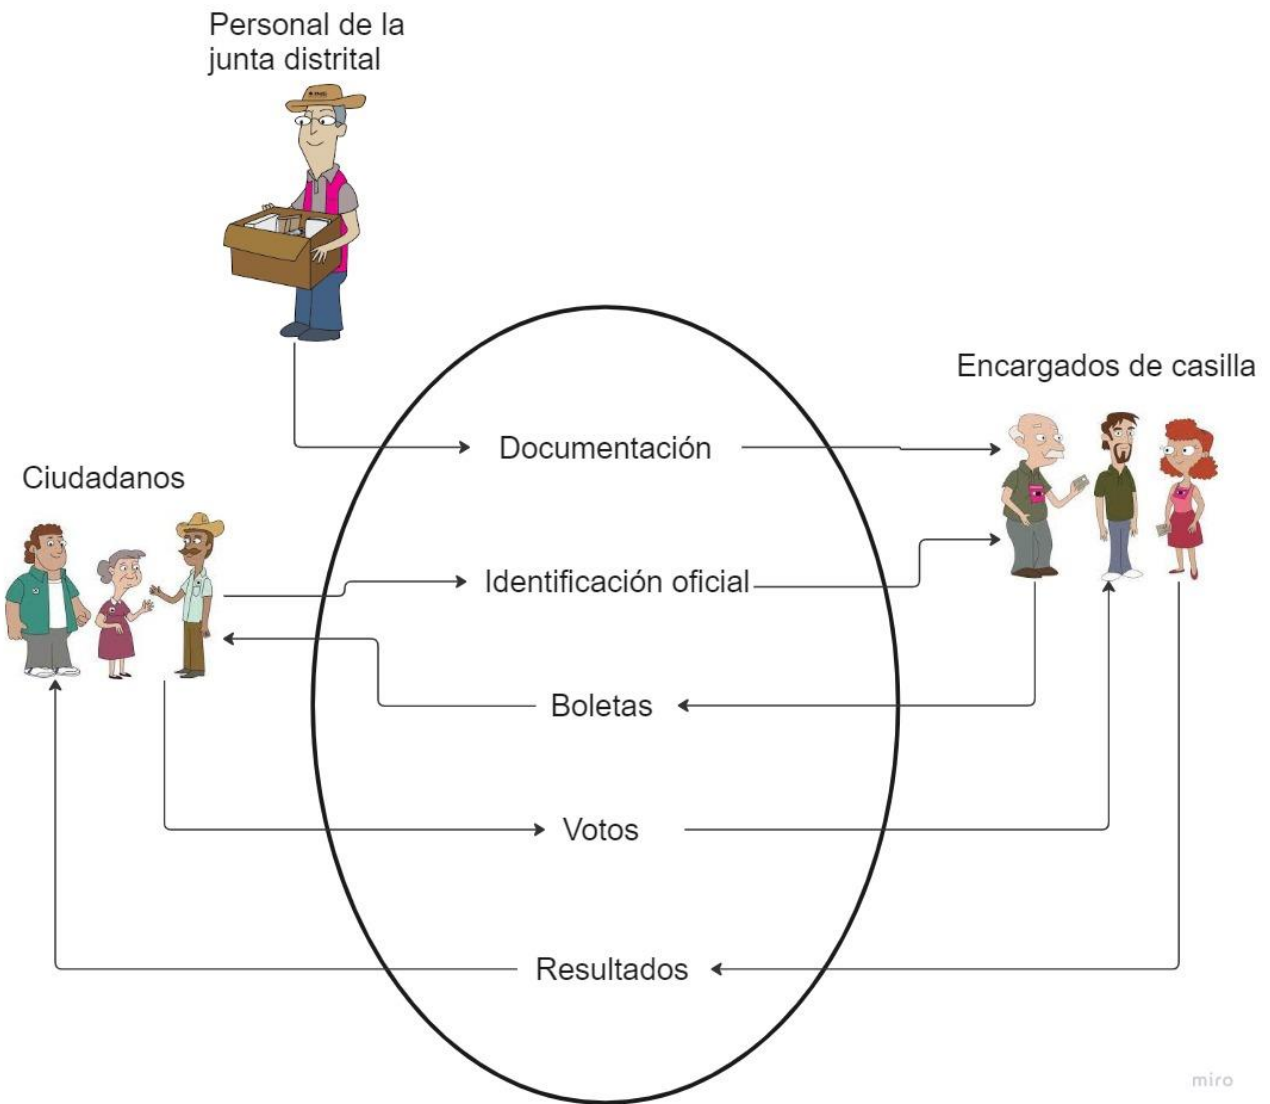 Personal de la
junta distrital
Encargados de casilla
Documentación
Ciudadanos
Identificación oficial
Boletas
Votos
Resultados
miro